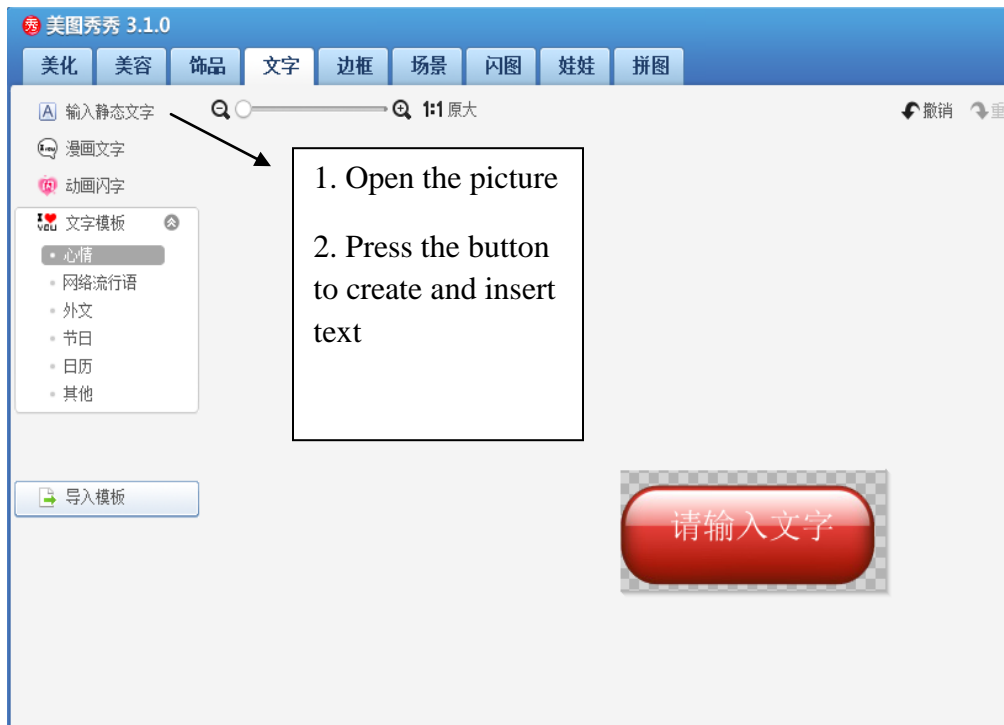 秀 美图秀秀 3.1.0
美化 美容 饰品 文字 边框 场景 闪图 娃娃 拼图
A 输入静态文字
1:1 原大
撤销 重
漫画文字
动画闪字
I ❤ YOU 文字模板
心情
网络流行语
外文
节日
日历
其他
导入模板
1. Open the picture
2. Press the button
to create and insert
text
请输入文字